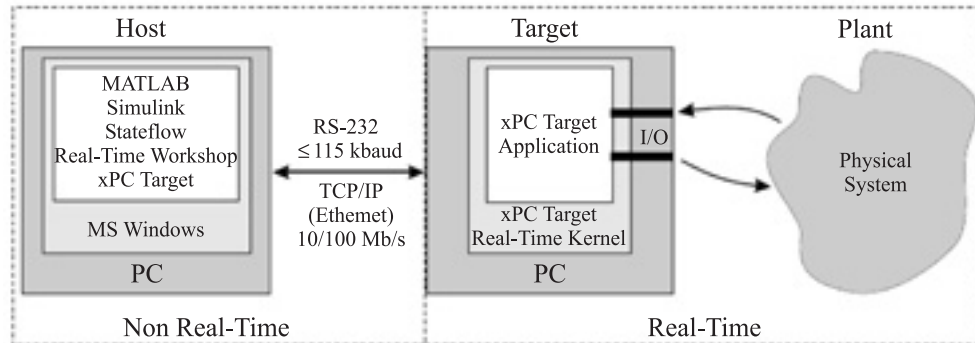 Host
MATLAB
Simulink
Stateflow
Real-Time Workshop
xPC Target
MS Windows
PC
Non Real-Time
RS-232
≤ 115 kbaud
TCP/IP
(Ethemet)
10/100 Mb/s
Target
xPC Target
Application
I/O
xPC Target
Real-Time Kernel
PC
Real-Time
Plant
Physical
System